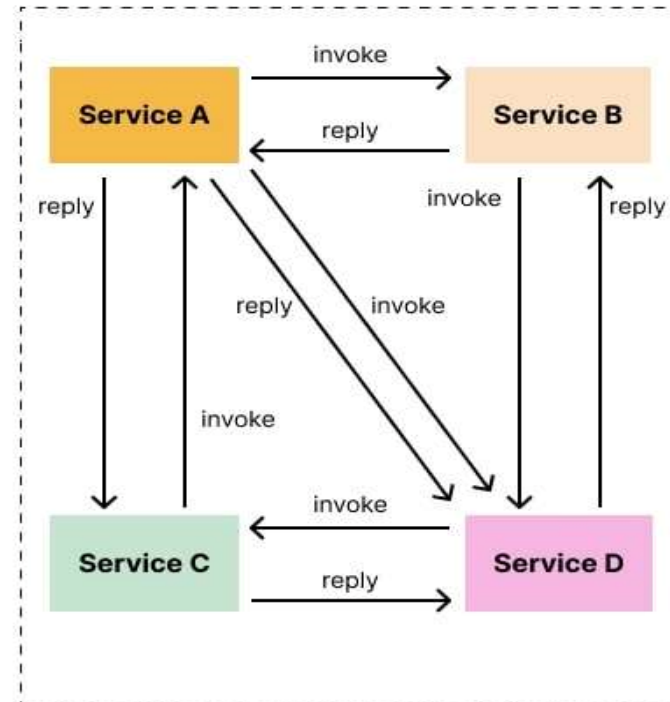 invoke
Service A
Service B
reply
reply
invoke
reply
reply
invoke
invoke
invoke
Service C
Service D
reply